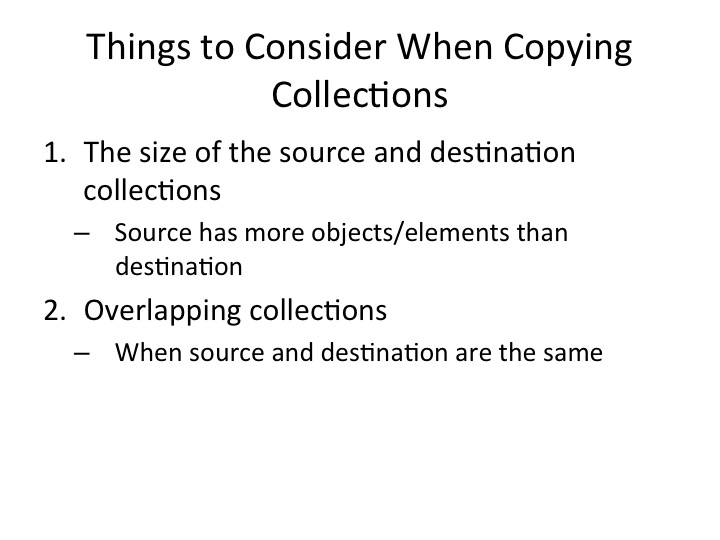 Things to Consider When Copying
Collections
1. The size of the source and destination
collections
– Source has more objects/elements than
destination
2. Overlapping collections
– When source and destination are the same